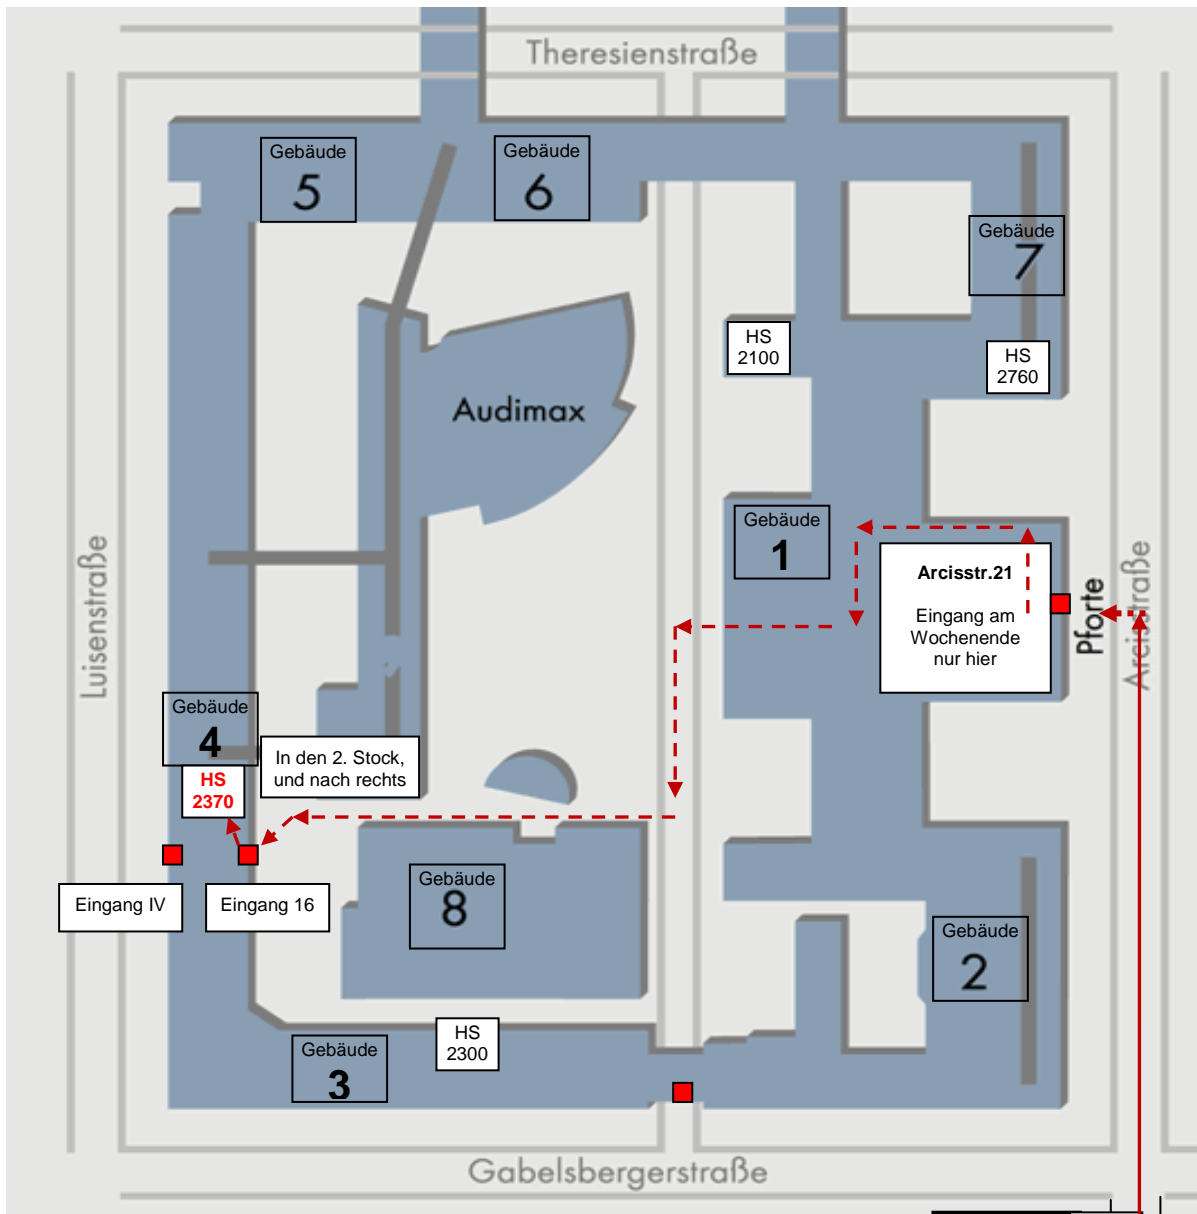 Theresienstraße
Gebäude
5
Gebäude
6
Gebäude
7
HS
2100
HS
2760
Audimax
Gebäude
1
Arcisstr.21
Eingang am
Wochenende
nur hier
Pforte
Arcisstraße
Luisenstraße
Gebäude
4
HS
2370
In den 2. Stock,
und nach rechts
Eingang IV
Eingang 16
Gebäude
8
Gebäude
2
HS
2300
Gebäude
3
Gabelsbergerstraße